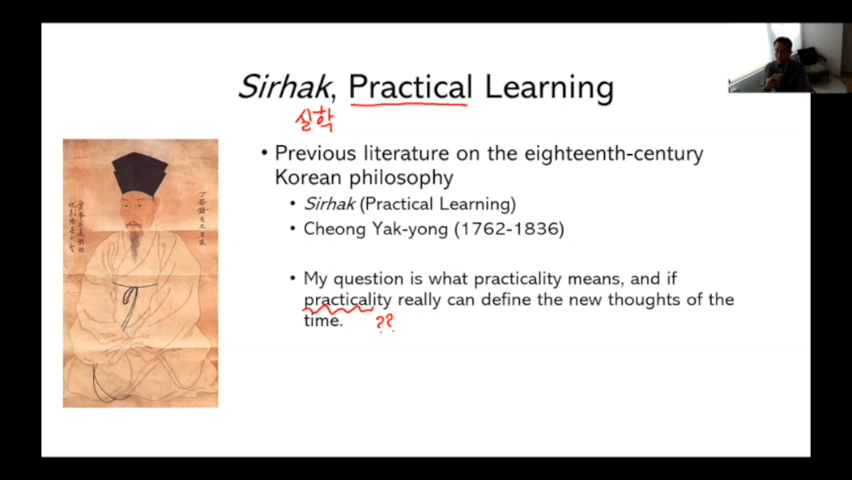 Sirhak, Practical Learning
실학
• Previous literature on the eighteenth-century
Korean philosophy
• Sirhak (Practical Learning)
• Cheong Yak-yong (1762-1836)
• My question is what practicality means, and if
practicality really can define the new thoughts of the
time.
??